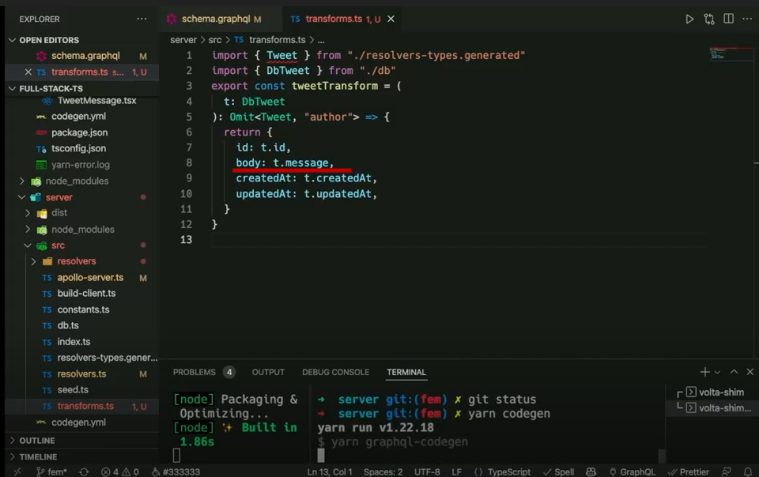 EXPLORER
schema.graphql M
transforms.ts 1, U
OPEN EDITORS
schema.graphql M
transforms.ts s... 1, U
FULL-STACK-TS
TweetMessage.tsx
codegen.yml
package.json
tsconfig.json
yarn-error.log
node_modules
server
dist
node_modules
src
resolvers
TS apollo-server.ts M
TS build-client.ts
TS constants.ts
TS db.ts
TS index.ts
TS resolvers-types.gener...
TS resolvers.ts M
TS seed.ts
TS transforms.ts 1, U
codegen.yml
OUTLINE
TIMELINE
server > src > TS transforms.ts > ...
1 import { Tweet } from "./resolvers-types.generated"
2 import { DbTweet } from "./db"
3 export const tweetTransform = (
4 t: DbTweet
5 ): Omit<Tweet, "author"> => {
6 return {
7 id: t.id,
8 body: t.message,
9 createdAt: t.createdAt,
10 updatedAt: t.updatedAt,
11 }
12 }
13
PROBLEMS 4 OUTPUT DEBUG CONSOLE TERMINAL
[node] Packaging &
Optimizing...
[node] ✨ Built in
1.86s
→ server git:(fem) ✗ git status
→ server git:(fem) ✗ yarn codegen
yarn run v1.22.18
$ yarn graphql-codegen
volta-shim
volta-shim...
fem* 4 0 #333333 Ln 13, Col 1 Spaces: 2 UTF-8 LF {} TypeScript Spell GraphQL Prettier